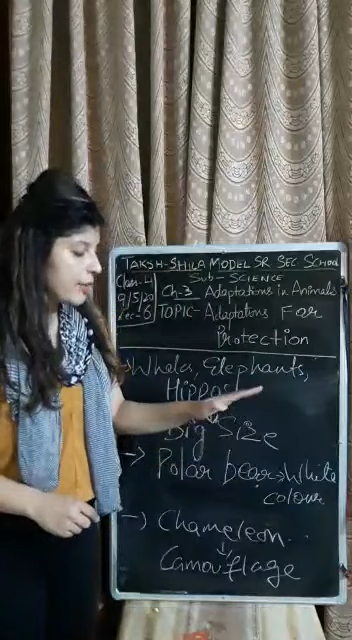 TAKSH-SHILA MODEL SR SEC SCHOOL
Sub-SCIENCE
Class-4
9/5/20
Lec-6
Ch-3 Adaptations in Animals
TOPIC-Adaptations For
Protection
→Whale, Elephants,
Hippos
Big Size
→ Polar bear→White
colour
→ Chameleon..
↓
Camouflage